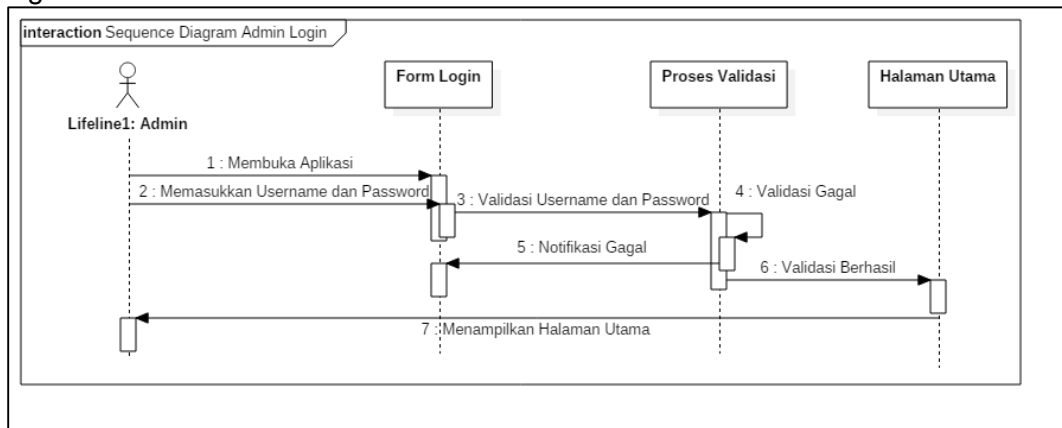 interaction Sequence Diagram Admin Login
Form Login
Proses Validasi
Halaman Utama
Lifeline1: Admin
1 : Membuka Aplikasi
2 : Memasukkan Username dan Password
3 : Validasi Username dan Password
4 : Validasi Gagal
5 : Notifikasi Gagal
6 : Validasi Berhasil
7 : Menampilkan Halaman Utama